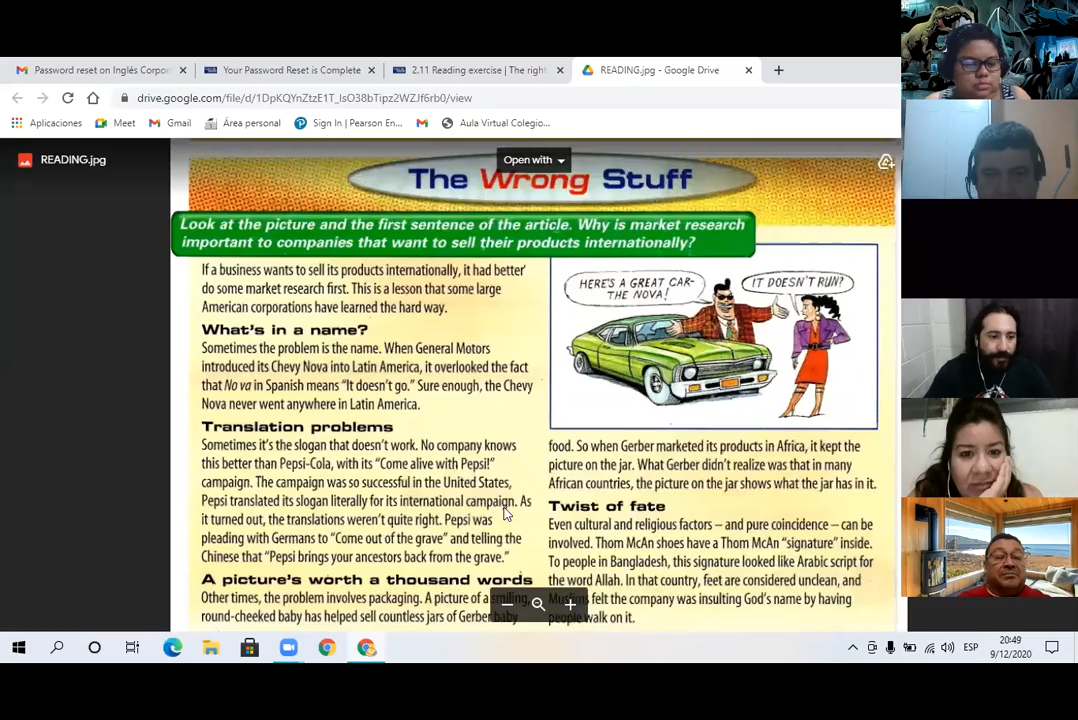 Password reset on Inglés Corpor
Your Password Reset is Complete
2.11 Reading exercise | The right
READING.jpg - Google Drive
drive.google.com/file/d/1DpKQYnZtzE1T_lsO38bTipz2WZJf6rb0/view
Aplicaciones
Meet
Gmail
Área personal
Sign In | Pearson En...
Aula Virtual Colegio...
READING.jpg
Open with
The Wrong Stuff
Look at the picture and the first sentence of the article. Why is market research
important to companies that want to sell their products internationally?
If a business wants to sell its products internationally, it had better
do some market research first. This is a lesson that some large
American corporations have learned the hard way.
What's in a name?
Sometimes the problem is the name. When General Motors
introduced its Chevy Nova into Latin America, it overlooked the fact
that No va in Spanish means "It doesn't go." Sure enough, the Chevy
Nova never went anywhere in Latin America.
Translation problems
Sometimes it's the slogan that doesn't work. No company knows
this better than Pepsi-Cola, with its "Come alive with Pepsi!"
campaign. The campaign was so successful in the United States,
Pepsi translated its slogan literally for its international campaign. As
it turned out, the translations weren't quite right. Pepsi was
pleading with Germans to "Come out of the grave" and telling the
Chinese that "Pepsi brings your ancestors back from the grave."
A picture's worth a thousand words
Other times, the problem involves packaging. A picture of a smiling,
round-cheeked baby has helped sell countless jars of Gerber baby
HERE'S A GREAT CAR-
THE NOVA!
IT DOESN'T RUN?
food. So when Gerber marketed its products in Africa, it kept the
picture on the jar. What Gerber didn't realize was that in many
African countries, the picture on the jar shows what the jar has in it.
Twist of fate
Even cultural and religious factors – and pure coincidence – can be
involved. Thom McAn shoes have a Thom McAn "signature" inside.
To people in Bangladesh, this signature looked like Arabic script for
the word Allah. In that country, feet are considered unclean, and
Muslims felt the company was insulting God's name by having
people walk on it.
ESP
20:49
9/12/2020